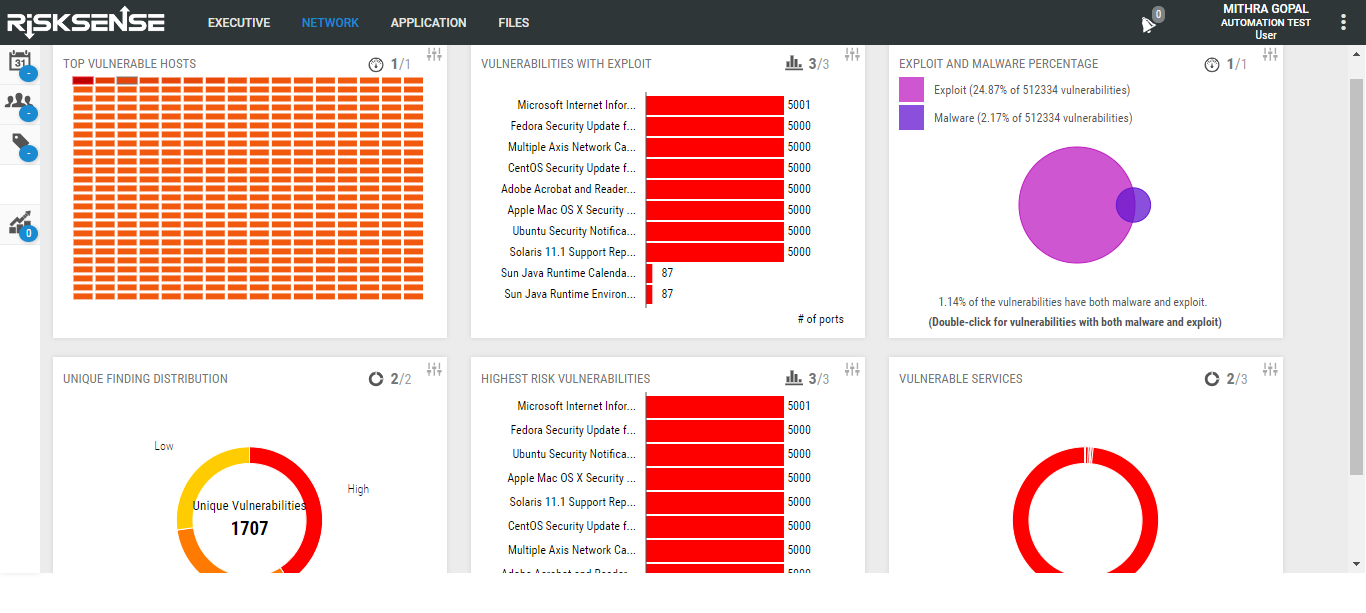 RiSKSENSE
EXECUTIVE
NETWORK
APPLICATION
FILES
0
MITHRA GOPAL
AUTOMATION TEST
User
31
-
-
-
0
TOP VULNERABLE HOSTS
1/1
VULNERABILITIES WITH EXPLOIT
3/3
Microsoft Internet Infor... 5001
Fedora Security Update f... 5000
Multiple Axis Network Ca... 5000
CentOS Security Update f... 5000
Adobe Acrobat and Reader... 5000
Apple Mac OS X Security ... 5000
Ubuntu Security Notifica... 5000
Solaris 11.1 Support Rep... 5000
Sun Java Runtime Calenda... 87
Sun Java Runtime Environ... 87
# of ports
EXPLOIT AND MALWARE PERCENTAGE
1/1
Exploit (24.87% of 512334 vulnerabilities)
Malware (2.17% of 512334 vulnerabilities)
1.14% of the vulnerabilities have both malware and exploit.
(Double-click for vulnerabilities with both malware and exploit)
UNIQUE FINDING DISTRIBUTION
2/2
Low
High
Unique Vulnerabilities
1707
HIGHEST RISK VULNERABILITIES
3/3
Microsoft Internet Infor... 5001
Fedora Security Update f... 5000
Ubuntu Security Notifica... 5000
Apple Mac OS X Security ... 5000
Solaris 11.1 Support Rep... 5000
CentOS Security Update f... 5000
Multiple Axis Network Ca... 5000
Adobe Acrobat and Reader... 5000
VULNERABLE SERVICES
2/3